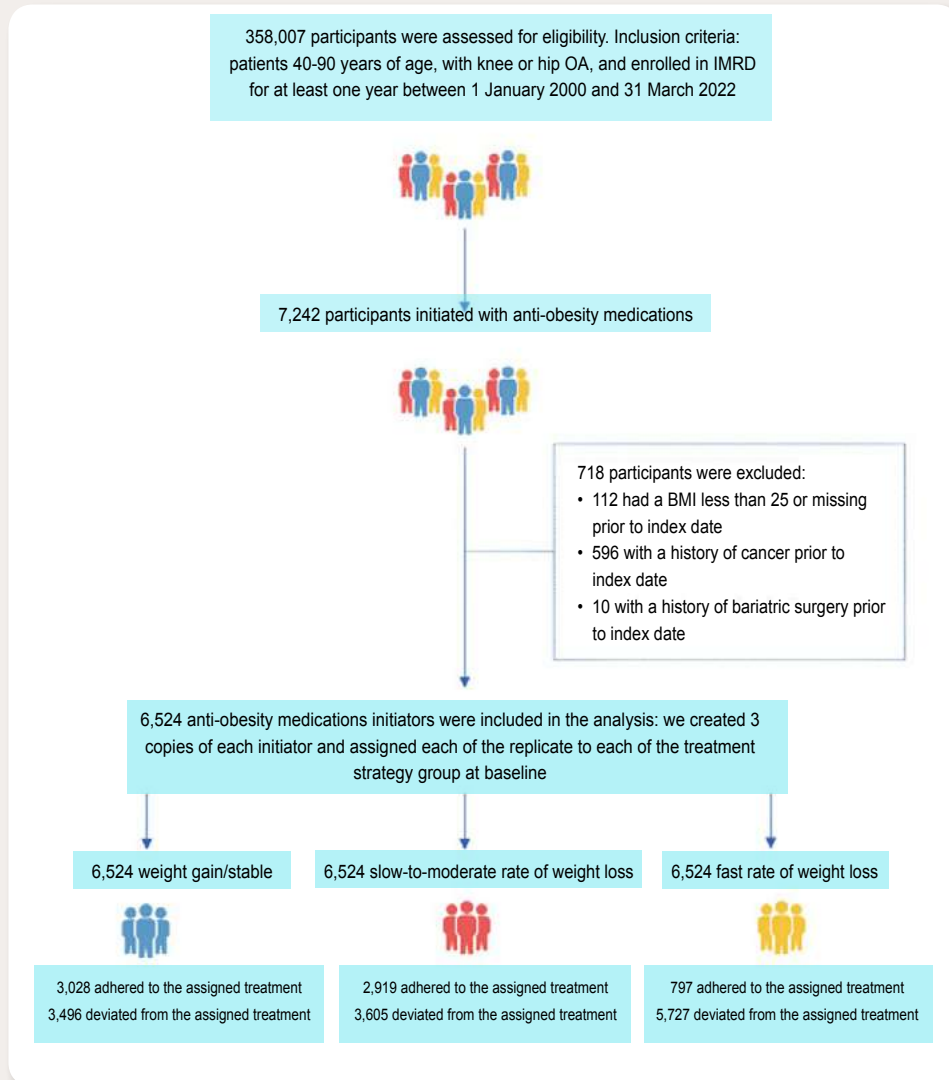 358,007 participants were assessed for eligibility. Inclusion criteria:
patients 40-90 years of age, with knee or hip OA, and enrolled in IMRD
for at least one year between 1 January 2000 and 31 March 2022
7,242 participants initiated with anti-obesity medications
718 participants were excluded:
• 112 had a BMI less than 25 or missing
prior to index date
• 596 with a history of cancer prior to
index date
• 10 with a history of bariatric surgery prior
to index date
6,524 anti-obesity medications initiators were included in the analysis: we created 3
copies of each initiator and assigned each of the replicate to each of the treatment
strategy group at baseline
6,524 weight gain/stable
6,524 slow-to-moderate rate of weight loss
6,524 fast rate of weight loss
3,028 adhered to the assigned treatment
3,496 deviated from the assigned treatment
2,919 adhered to the assigned treatment
3,605 deviated from the assigned treatment
797 adhered to the assigned treatment
5,727 deviated from the assigned treatment